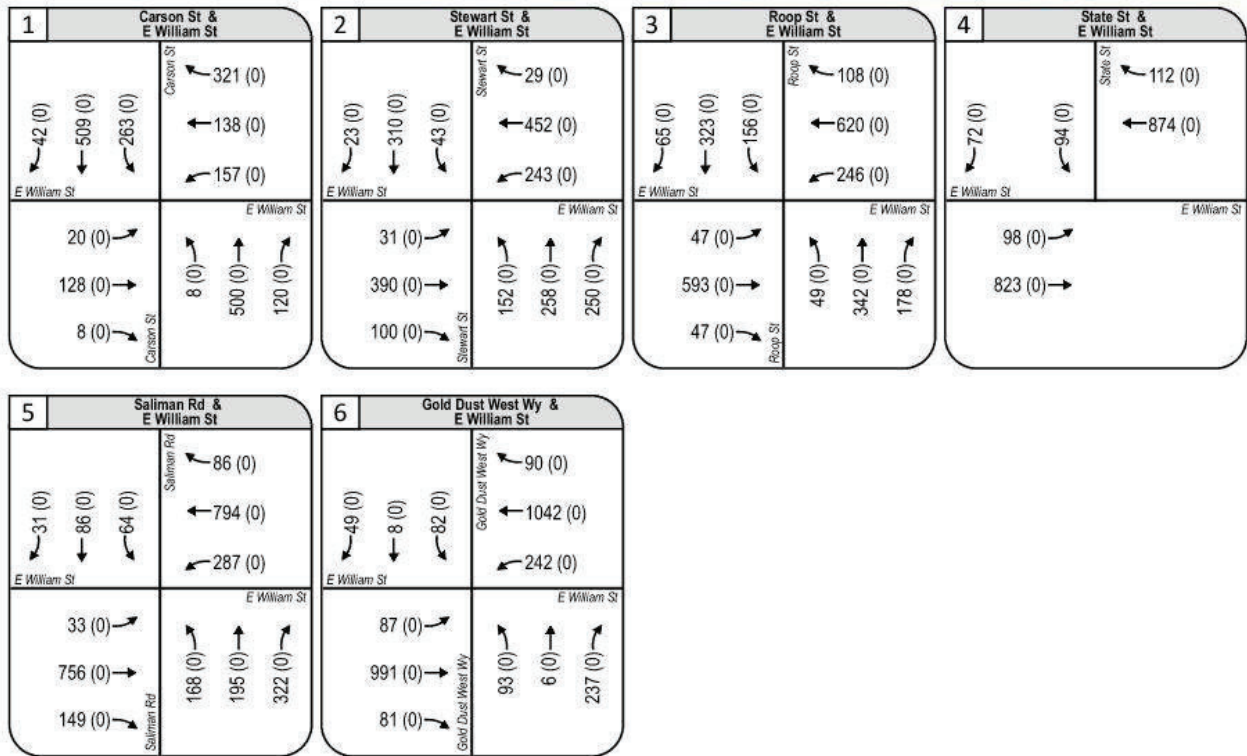 1
Carson St &
E William St
Carson St
321 (0)
138 (0)
157 (0)
42 (0)
509 (0)
263 (0)
E William St
E William St
20 (0)
128 (0)
8 (0)
Carson St
8 (0)
500 (0)
120 (0)
2
Stewart St &
E William St
Stewart St
29 (0)
452 (0)
243 (0)
23 (0)
310 (0)
43 (0)
E William St
E William St
31 (0)
390 (0)
100 (0)
Stewart St
152 (0)
258 (0)
250 (0)
3
Roop St &
E William St
Roop St
108 (0)
620 (0)
246 (0)
65 (0)
323 (0)
156 (0)
E William St
E William St
47 (0)
593 (0)
47 (0)
Roop St
49 (0)
342 (0)
178 (0)
4
State St &
E William St
State St
112 (0)
874 (0)
72 (0)
94 (0)
E William St
E William St
98 (0)
823 (0)
5
Saliman Rd &
E William St
Saliman Rd
86 (0)
794 (0)
287 (0)
31 (0)
86 (0)
64 (0)
E William St
E William St
33 (0)
756 (0)
149 (0)
Saliman Rd
168 (0)
195 (0)
322 (0)
6
Gold Dust West Wy &
E William St
Gold Dust West Wy
90 (0)
1042 (0)
242 (0)
49 (0)
8 (0)
82 (0)
E William St
E William St
87 (0)
991 (0)
81 (0)
Gold Dust West Wy
93 (0)
6 (0)
237 (0)